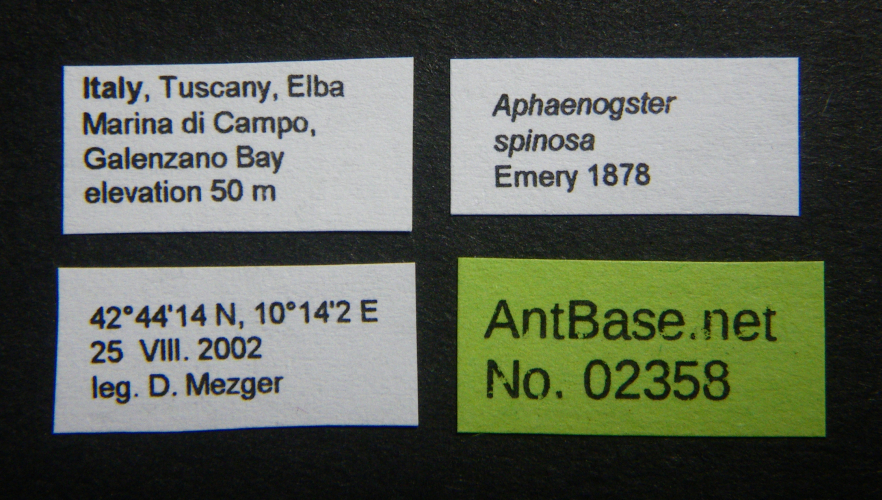 Italy, Tuscany, Elba
Marina di Campo,
Galenzano Bay
elevation 50 m
Aphaenogster
spinosa
Emery 1878
42°44'14 N, 10°14'2 E
25 VIII. 2002
leg. D. Mezger
AntBase.net
No. 02358